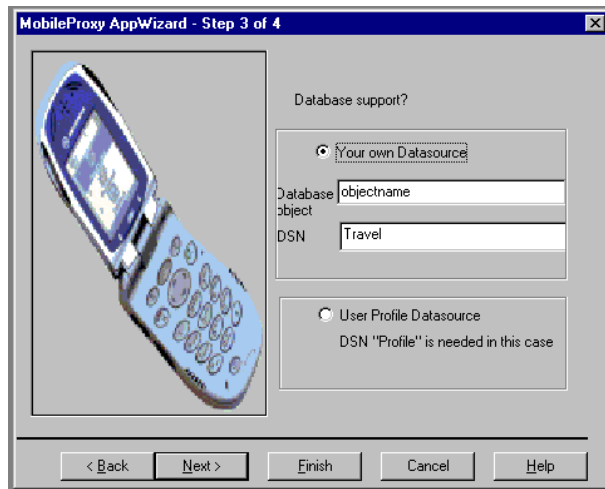 MobileProxy AppWizard - Step 3 of 4
Database support?
Your own Datasource
Database object
objectname
DSN
Travel
User Profile Datasource
DSN "Profile" is needed in this case
< Back
Next >
Finish
Cancel
Help